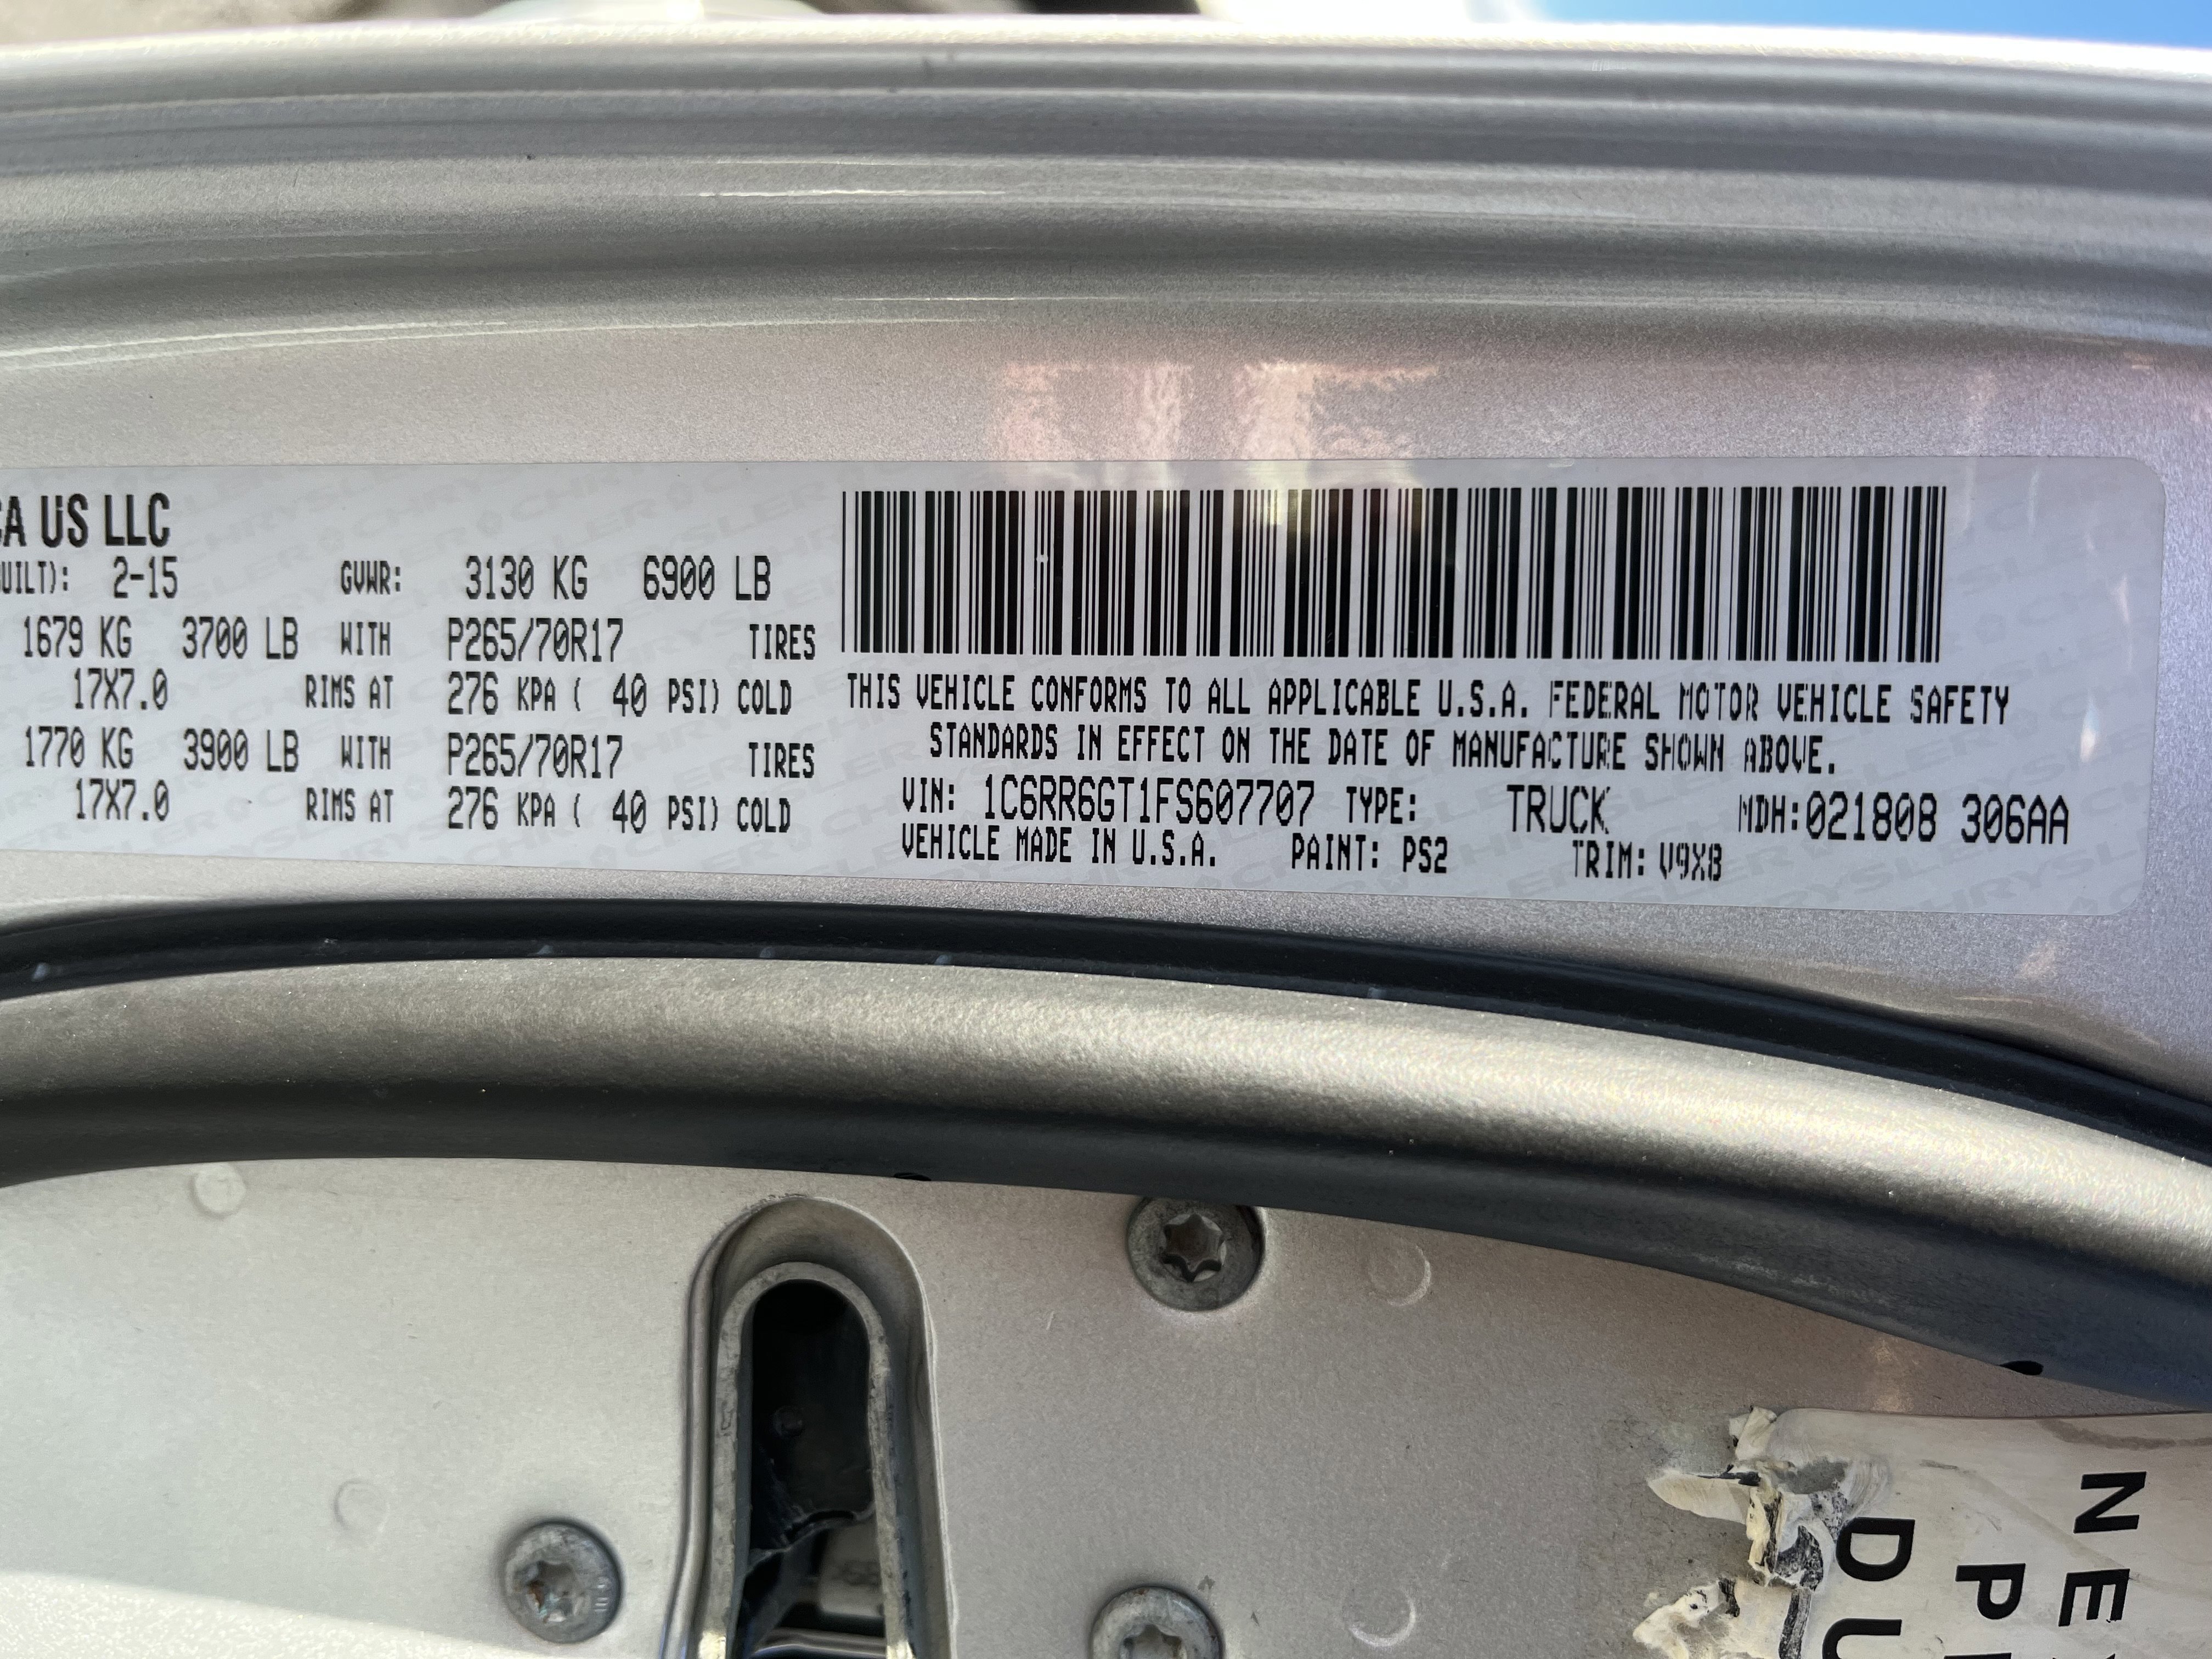 CA US LLC
UILT): 2-15 GVWR: 3130 KG 6900 LB
1679 KG 3700 LB WITH P265/70R17 TIRES
17X7.0 RIMS AT 276 KPA ( 40 PSI) COLD
1770 KG 3900 LB WITH P265/70R17 TIRES
17X7.0 RIMS AT 276 KPA ( 40 PSI) COLD
THIS VEHICLE CONFORMS TO ALL APPLICABLE U.S.A. FEDERAL MOTOR VEHICLE SAFETY
STANDARDS IN EFFECT ON THE DATE OF MANUFACTURE SHOWN ABOVE.
VIN: 1C6RR6GT1FS607707 TYPE: TRUCK MDH:021808 306AA
VEHICLE MADE IN U.S.A. PAINT: PS2 TRIM: V9X8
NE
PI
DU